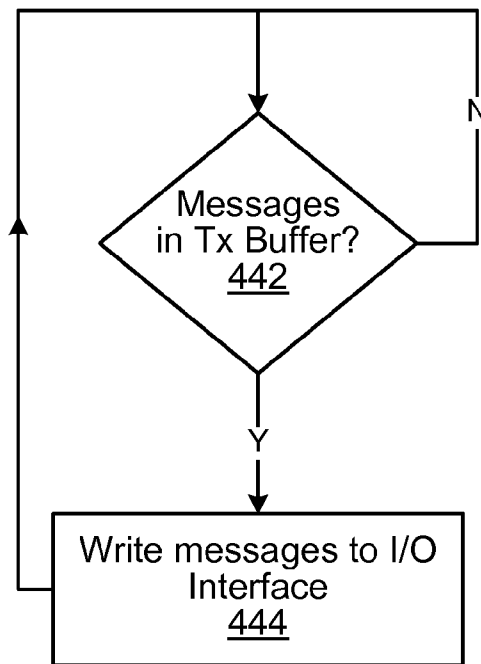 N
Messages
in Tx Buffer?
442
Y
Write messages to I/O
Interface
444